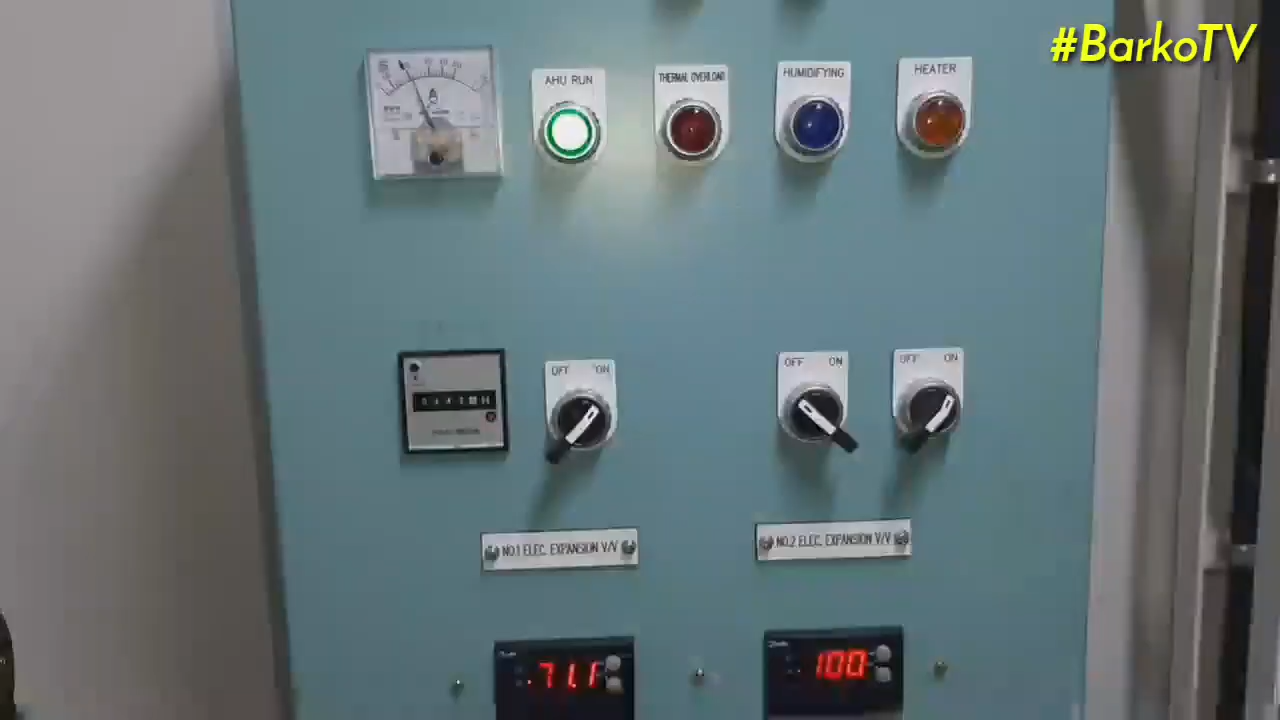 #BarkoTV
AHU RUN
THERMAL OVERLOAD
HUMIDIFYING
HEATER
OFF ON
OFF ON
OFF ON
NO.1 ELEC. EXPANSION V/V
NO.2 ELEC. EXPANSION V/V
100